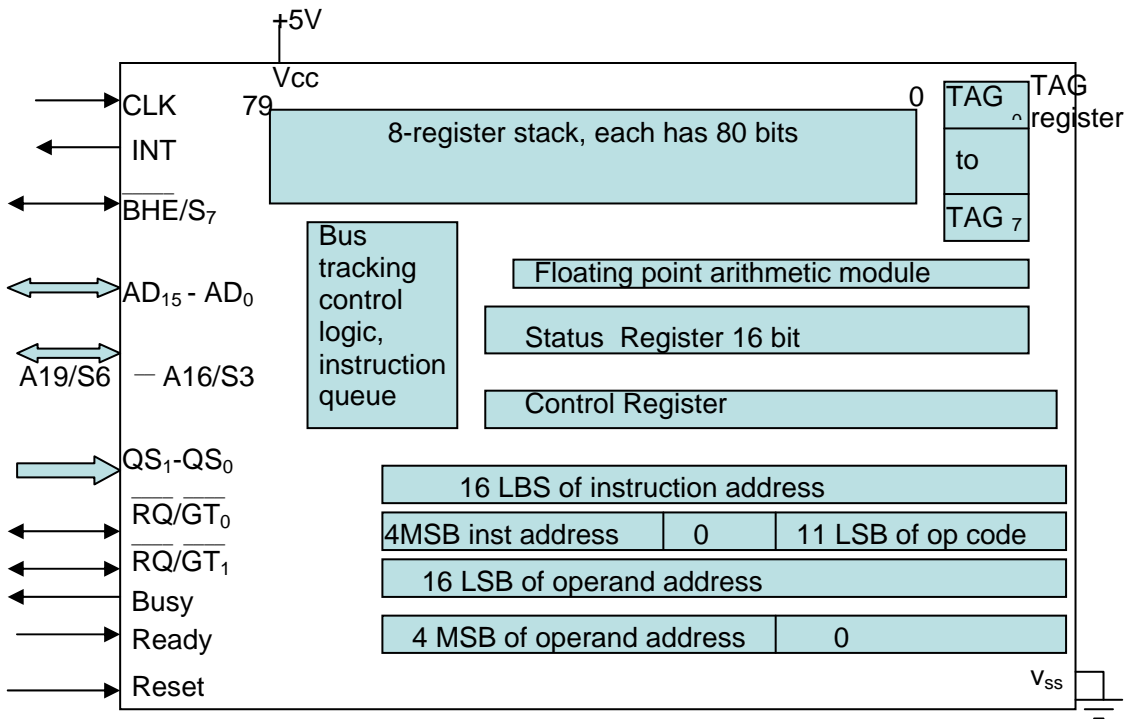 +5V
Vcc
CLK
79
0
TAG 0
TAG register
8-register stack, each has 80 bits
INT
to
BHE/S7
TAG 7
Bus tracking control logic, instruction queue
Floating point arithmetic module
AD15 - AD0
Status Register 16 bit
A19/S6 — A16/S3
Control Register
QS1-QS0
16 LBS of instruction address
RQ/GT0
4MSB inst address
0
11 LSB of op code
RQ/GT1
16 LSB of operand address
Busy
Ready
4 MSB of operand address
0
Reset
vss